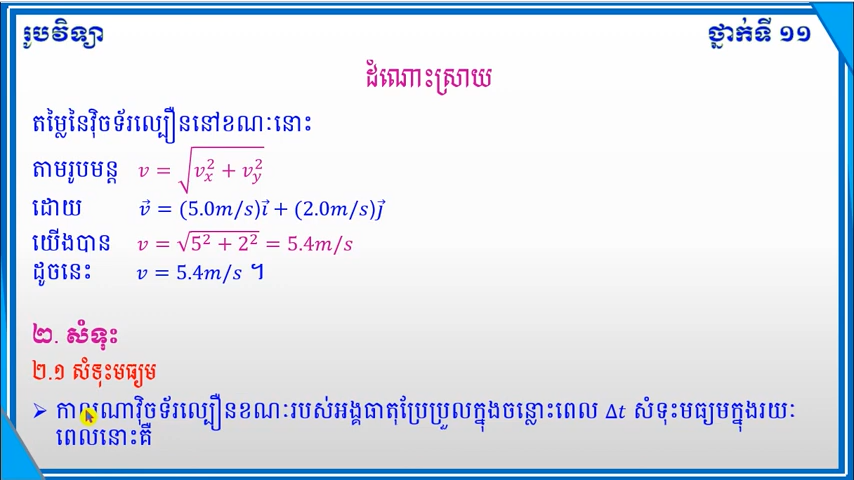 រូបវិទ្យា
ថ្នាក់ទី ១១
ដំណោះស្រាយ
តម្លៃនៃវ៉ិចទ័រល្បឿននៅខណៈនោះ
តាមរូបមន្ត v = √(v_x^2 + v_y^2)
ដោយ v⃗ = (5.0m/s)i⃗ + (2.0m/s)j⃗
យើងបាន v = √(5² + 2²) = 5.4m/s
ដូចនេះ v = 5.4m/s ។
២. សំទុះ
២.១ សំទុះមធ្យម
➢ កាលណាវ៉ិចទ័រល្បឿនខណៈរបស់អង្គធាតុប្រែប្រួលក្នុងចន្លោះពេល Δt សំទុះមធ្យមក្នុងរយៈ
ពេលនោះគឺ